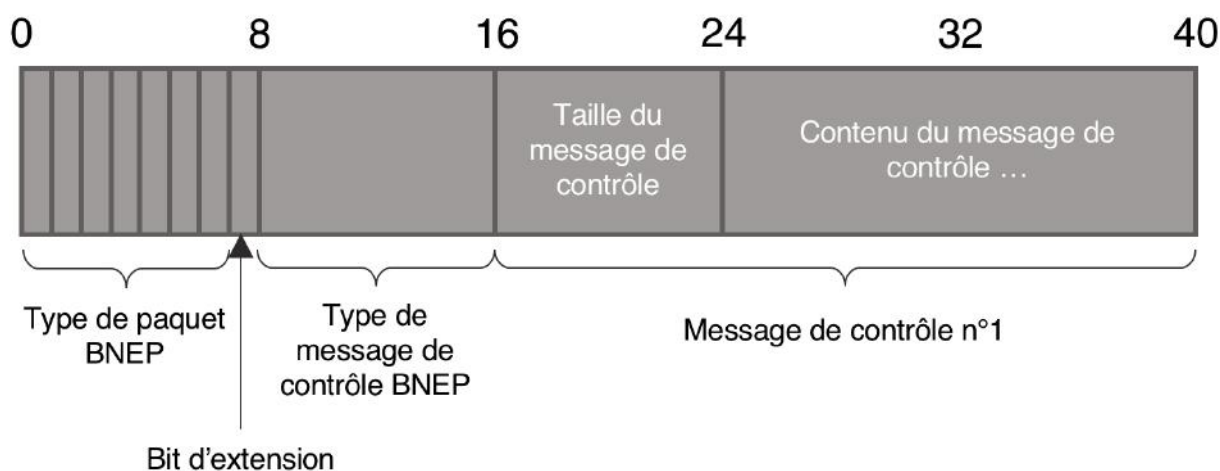 0 8 16 24 32 40
Taille du
message de
contrôle
Contenu du message de
contrôle ...
Type de paquet
BNEP
Type de
message de
contrôle BNEP
Message de contrôle n°1
Bit d'extension